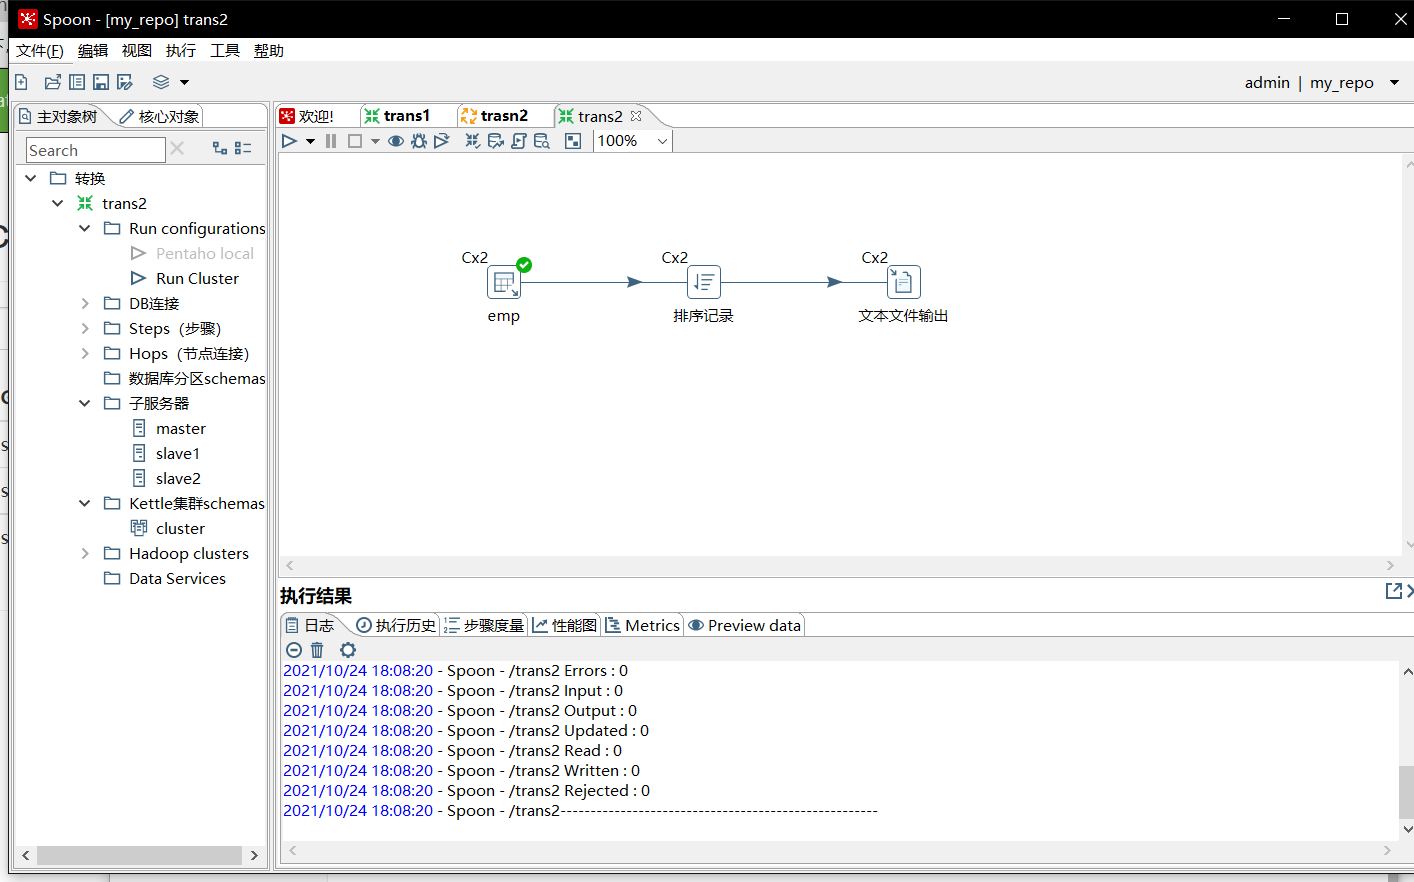 Spoon - [my_repo] trans2
文件(F) 编辑 视图 执行 工具 帮助
admin | my_repo
主对象树 核心对象
Search
转换
trans2
Run configurations
Pentaho local
Run Cluster
DB连接
Steps（步骤）
Hops（节点连接）
数据库分区schemas
子服务器
master
slave1
slave2
Kettle集群schemas
cluster
Hadoop clusters
Data Services
欢迎! trans1 trasn2 trans2
100%
Cx2 Cx2 Cx2
emp 排序记录 文本文件输出
执行结果
日志 执行历史 步骤度量 性能图 Metrics Preview data
2021/10/24 18:08:20 - Spoon - /trans2 Errors : 0
2021/10/24 18:08:20 - Spoon - /trans2 Input : 0
2021/10/24 18:08:20 - Spoon - /trans2 Output : 0
2021/10/24 18:08:20 - Spoon - /trans2 Updated : 0
2021/10/24 18:08:20 - Spoon - /trans2 Read : 0
2021/10/24 18:08:20 - Spoon - /trans2 Written : 0
2021/10/24 18:08:20 - Spoon - /trans2 Rejected : 0
2021/10/24 18:08:20 - Spoon - /trans2-----------------------------------------------------